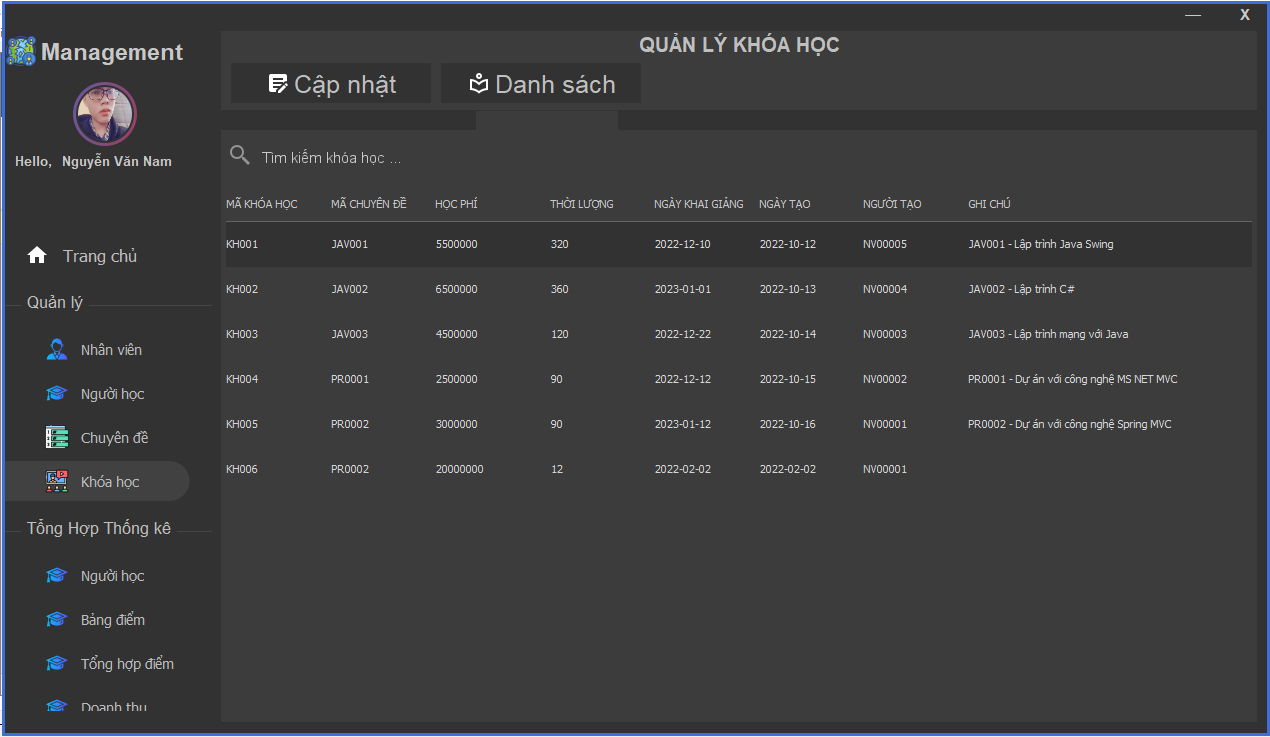 — X
Management
Hello, Nguyễn Văn Nam
Trang chủ
Quản lý
Nhân viên
Người học
Chuyên đề
Khóa học
Tổng Hợp Thống kê
Người học
Bảng điểm
Tổng hợp điểm
Doanh thu
QUẢN LÝ KHÓA HỌC
Cập nhật Danh sách
Tìm kiếm khóa học ...
MÃ KHÓA HỌC MÃ CHUYÊN ĐỀ HỌC PHÍ THỜI LƯỢNG NGÀY KHAI GIẢNG NGÀY TẠO NGƯỜI TẠO GHI CHÚ
KH001 JAV001 5500000 320 2022-12-10 2022-10-12 NV00005 JAV001 - Lập trình Java Swing
KH002 JAV002 6500000 360 2023-01-01 2022-10-13 NV00004 JAV002 - Lập trình C#
KH003 JAV003 4500000 120 2022-12-22 2022-10-14 NV00003 JAV003 - Lập trình mạng với Java
KH004 PR0001 2500000 90 2022-12-12 2022-10-15 NV00002 PR0001 - Dự án với công nghệ MS NET MVC
KH005 PR0002 3000000 90 2023-01-12 2022-10-16 NV00001 PR0002 - Dự án với công nghệ Spring MVC
KH006 PR0002 20000000 12 2022-02-02 2022-02-02 NV00001